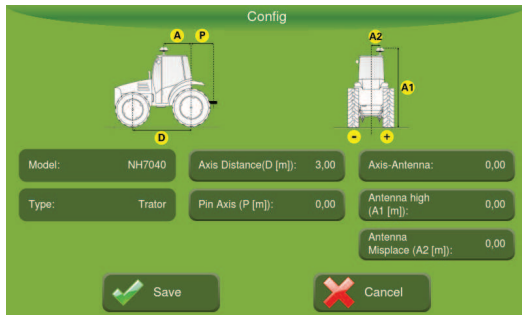 Config
A P
A2
A1
D
- +
Model: NH7040
Axis Distance(D [m]): 3,00
Axis-Antenna: 0,00
Type: Trator
Pin Axis (P [m]): 0,00
Antenna high
(A1 [m]): 0,00
Antenna
Misplace (A2 [m]): 0,00
Save
Cancel